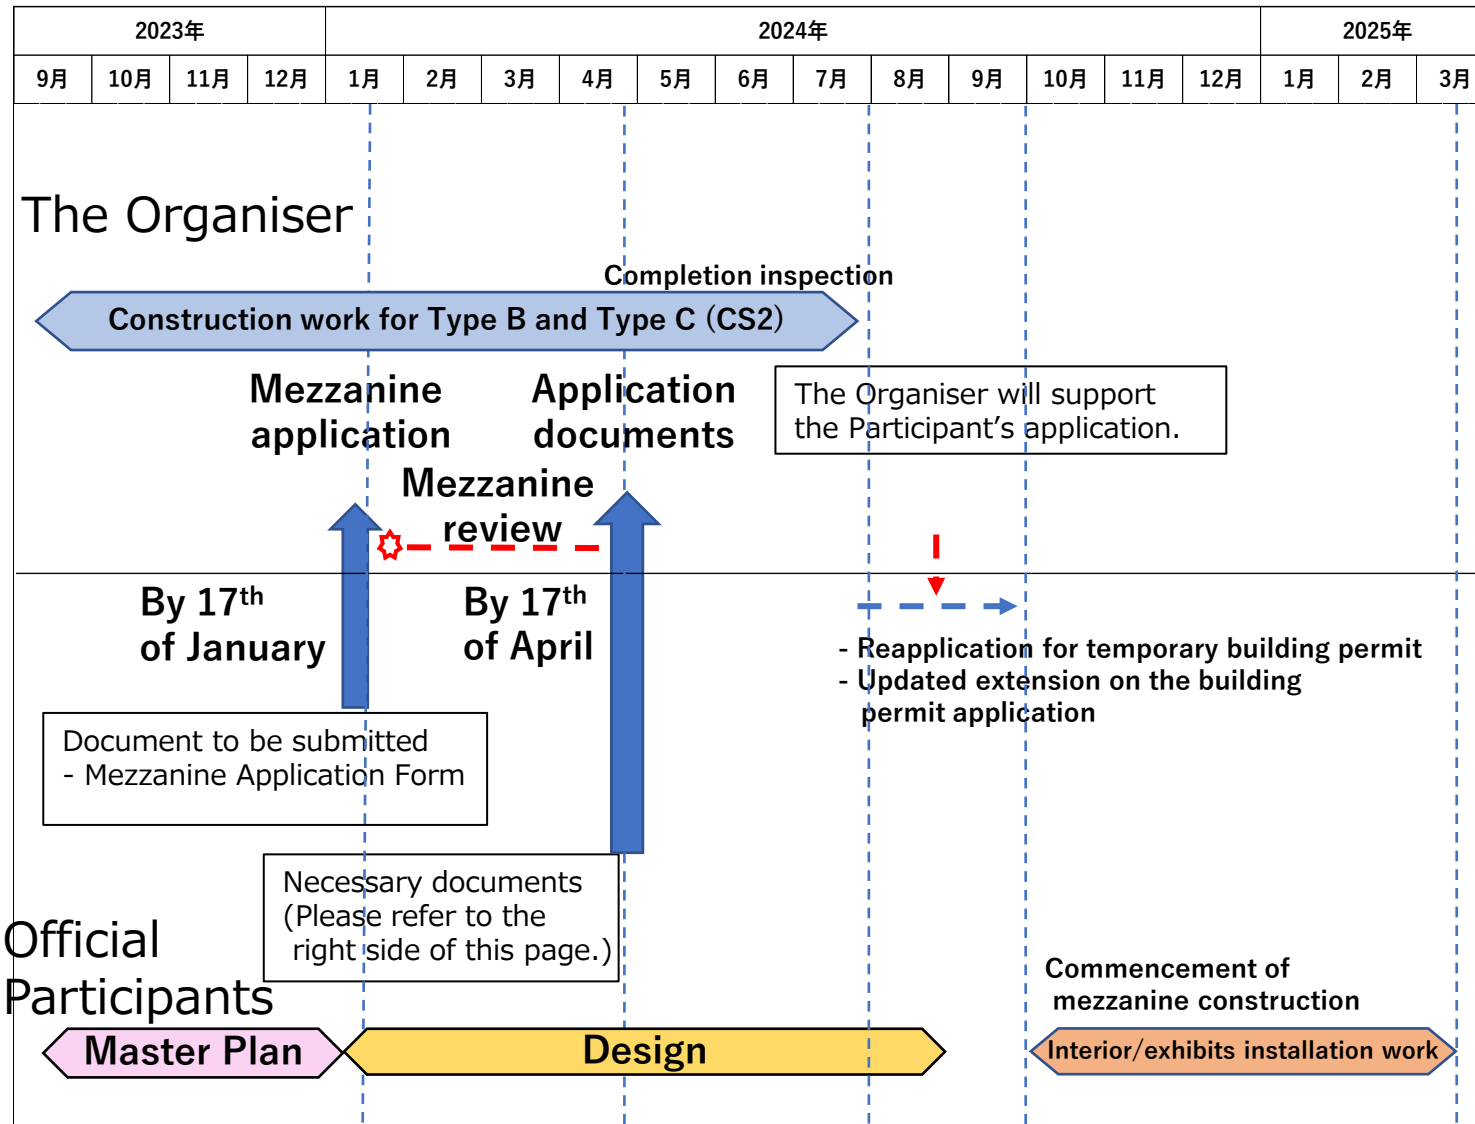 2023年 2024年 2025年
9月 10月 11月 12月 1月 2月 3月 4月 5月 6月 7月 8月 9月 10月 11月 12月 1月 2月 3月
The Organiser
Completion inspection
Construction work for Type B and Type C (CS2)
Mezzanine
application
Application
documents
The Organiser will support
the Participant’s application.
Mezzanine
review
By 17th
of January
By 17th
of April
- Reapplication for temporary building permit
- Updated extension on the building
permit application
Document to be submitted
- Mezzanine Application Form
Necessary documents
(Please refer to the
right side of this page.)
Official
Participants
Commencement of
mezzanine construction
Master Plan
Design
Interior/exhibits installation work